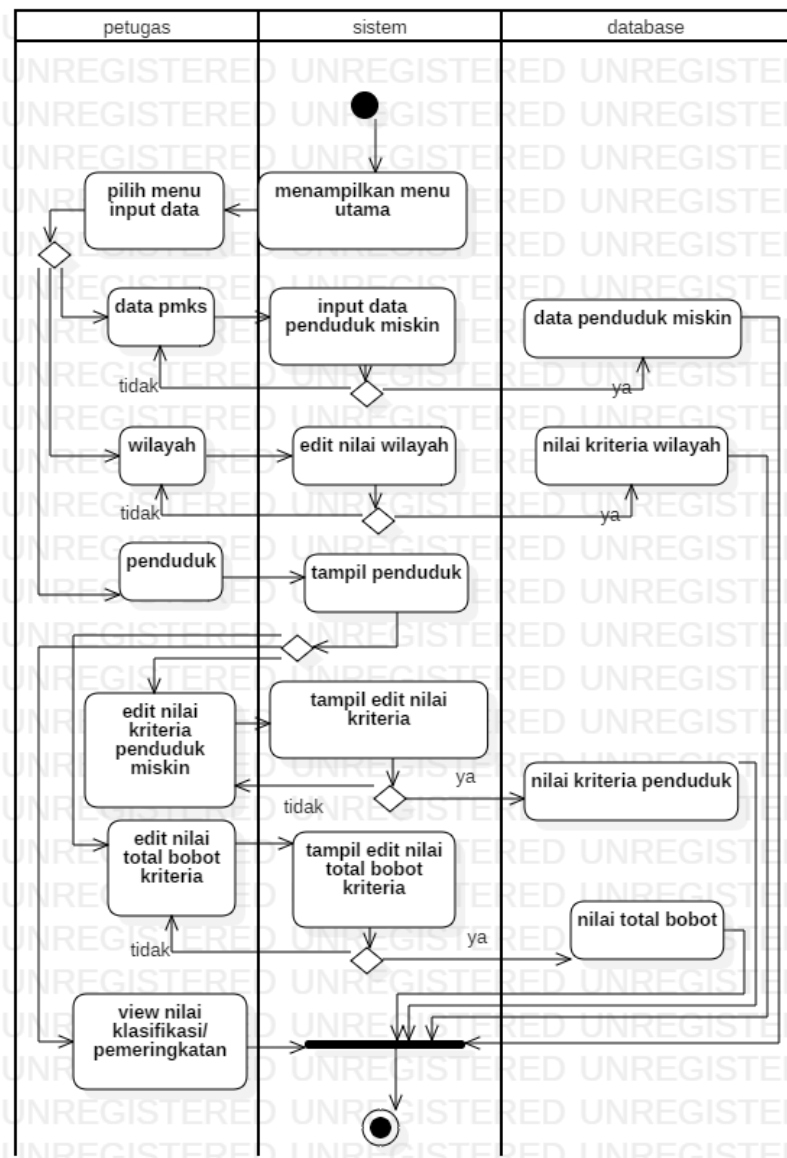 petugas
sistem
database
pilih menu
input data
menampilkan menu
utama
data pmks
input data
penduduk miskin
data penduduk miskin
tidak
ya
wilayah
edit nilai wilayah
nilai kriteria wilayah
tidak
ya
penduduk
tampil penduduk
edit nilai
kriteria
penduduk
miskin
tampil edit nilai
kriteria
ya
tidak
nilai kriteria penduduk
edit nilai
total bobot
kriteria
tampil edit nilai
total bobot
kriteria
nilai total bobot
tidak
ya
view nilai
klasifikasi/
pemeringkatan
UNREGISTERED UNREGISTERED UNREGISTE